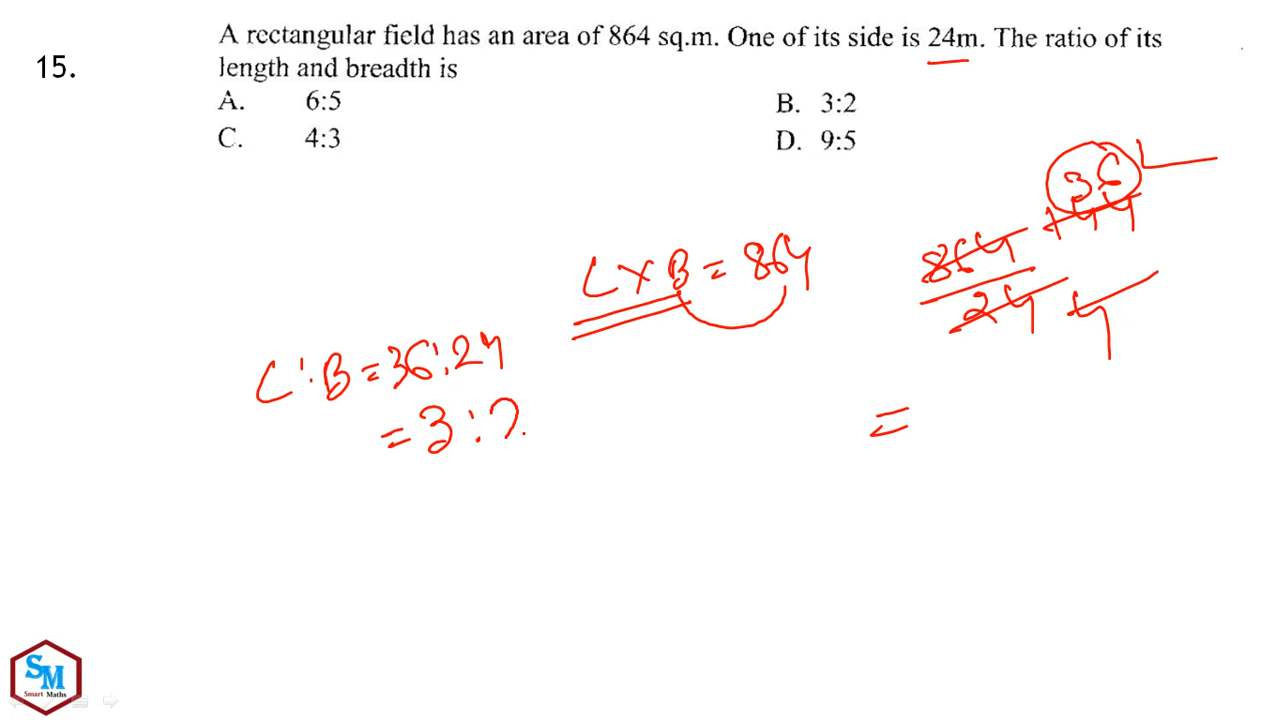 15.
A rectangular field has an area of 864 sq.m. One of its side is 24m. The ratio of its
length and breadth is
A. 6:5
B. 3:2
C. 4:3
D. 9:5
L X B = 864
864 144 36
24 4
L : B = 36 : 24
= 3 : 2
=
SM
Smart Maths